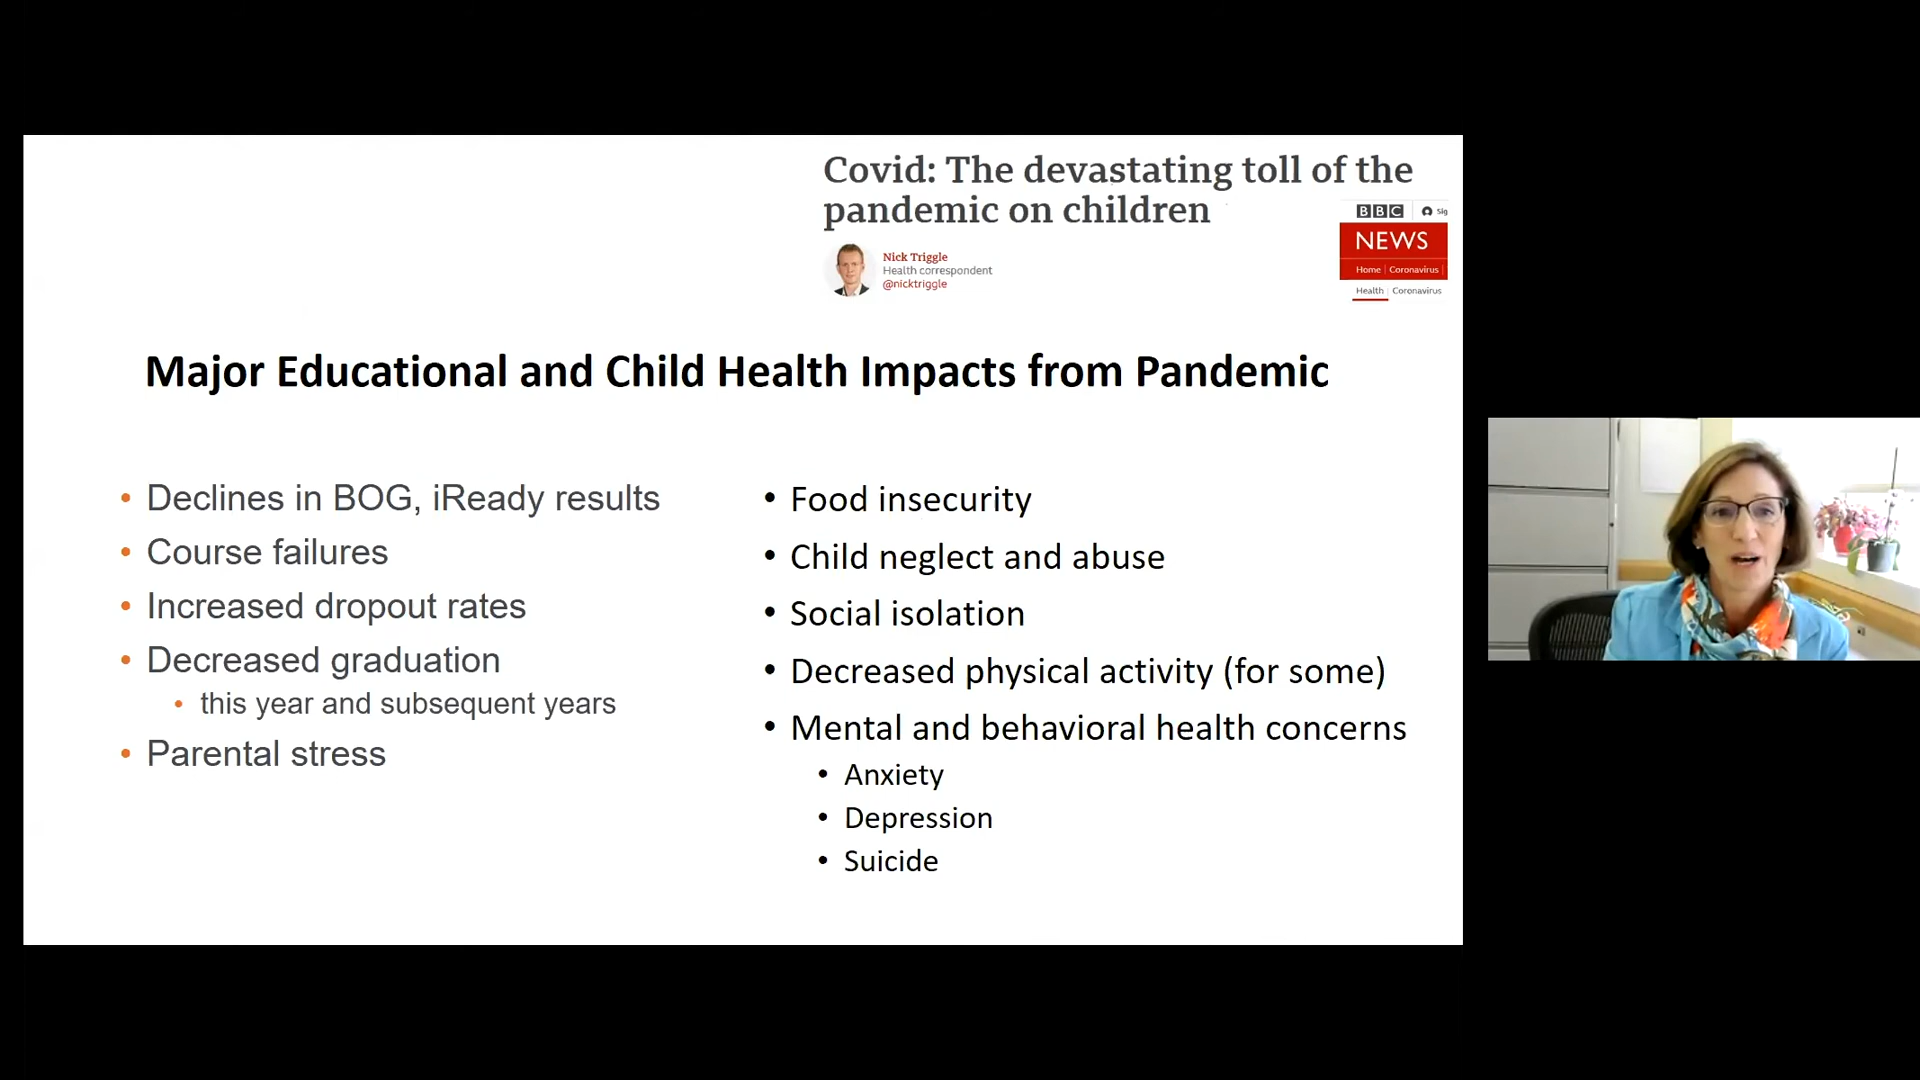 Covid: The devastating toll of the
pandemic on children
Nick Triggle
Health correspondent
@nicktriggle
BBC
Sig
NEWS
Home | Coronavirus |
Health | Coronavirus
Major Educational and Child Health Impacts from Pandemic
• Declines in BOG, iReady results
• Course failures
• Increased dropout rates
• Decreased graduation
• this year and subsequent years
• Parental stress
• Food insecurity
• Child neglect and abuse
• Social isolation
• Decreased physical activity (for some)
• Mental and behavioral health concerns
• Anxiety
• Depression
• Suicide